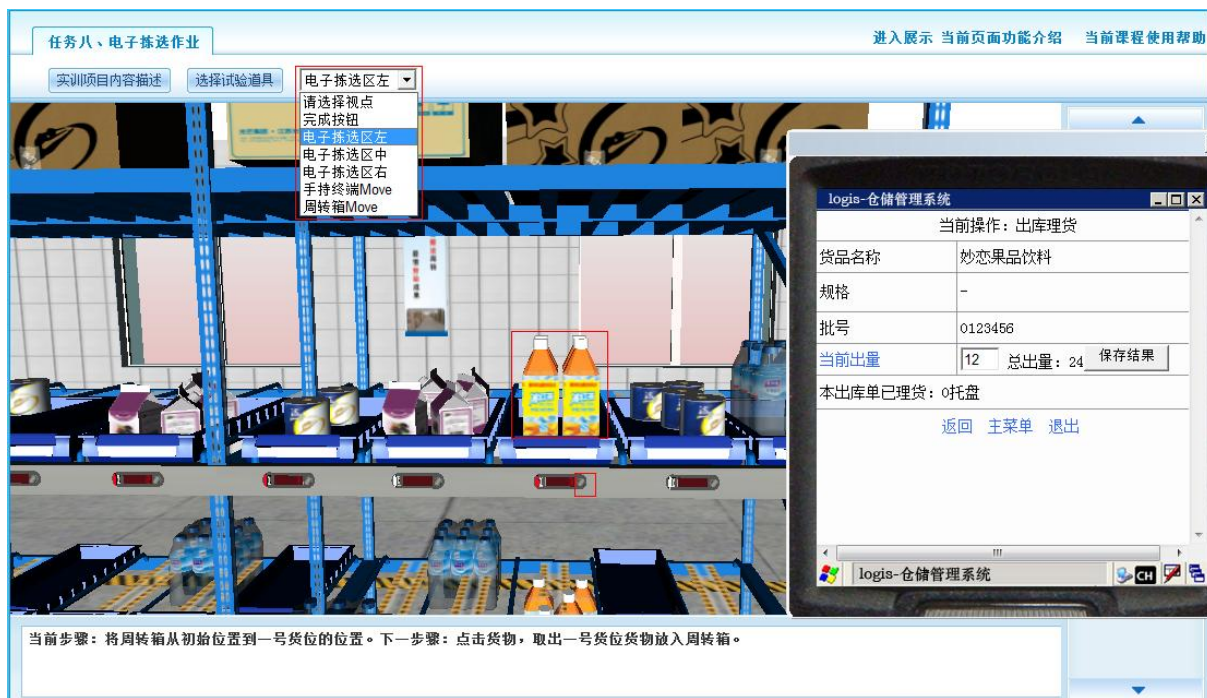 任务八、电子拣选作业
进入展示 当前页面功能介绍 当前课程使用帮助
实训项目内容描述
选择试验道具
电子拣选区左
请选择视点
完成按钮
电子拣选区左
电子拣选区中
电子拣选区右
手持终端Move
周转箱Move
logis-仓储管理系统
当前操作：出库理货
货品名称 妙恋果品饮料
规格 -
批号 0123456
当前出量 12 总出量：24 保存结果
本出库单已理货：0托盘
返回 主菜单 退出
logis-仓储管理系统 CH
当前步骤：将周转箱从初始位置到一号货位的位置。下一步骤：点击货物，取出一号货位货物放入周转箱。